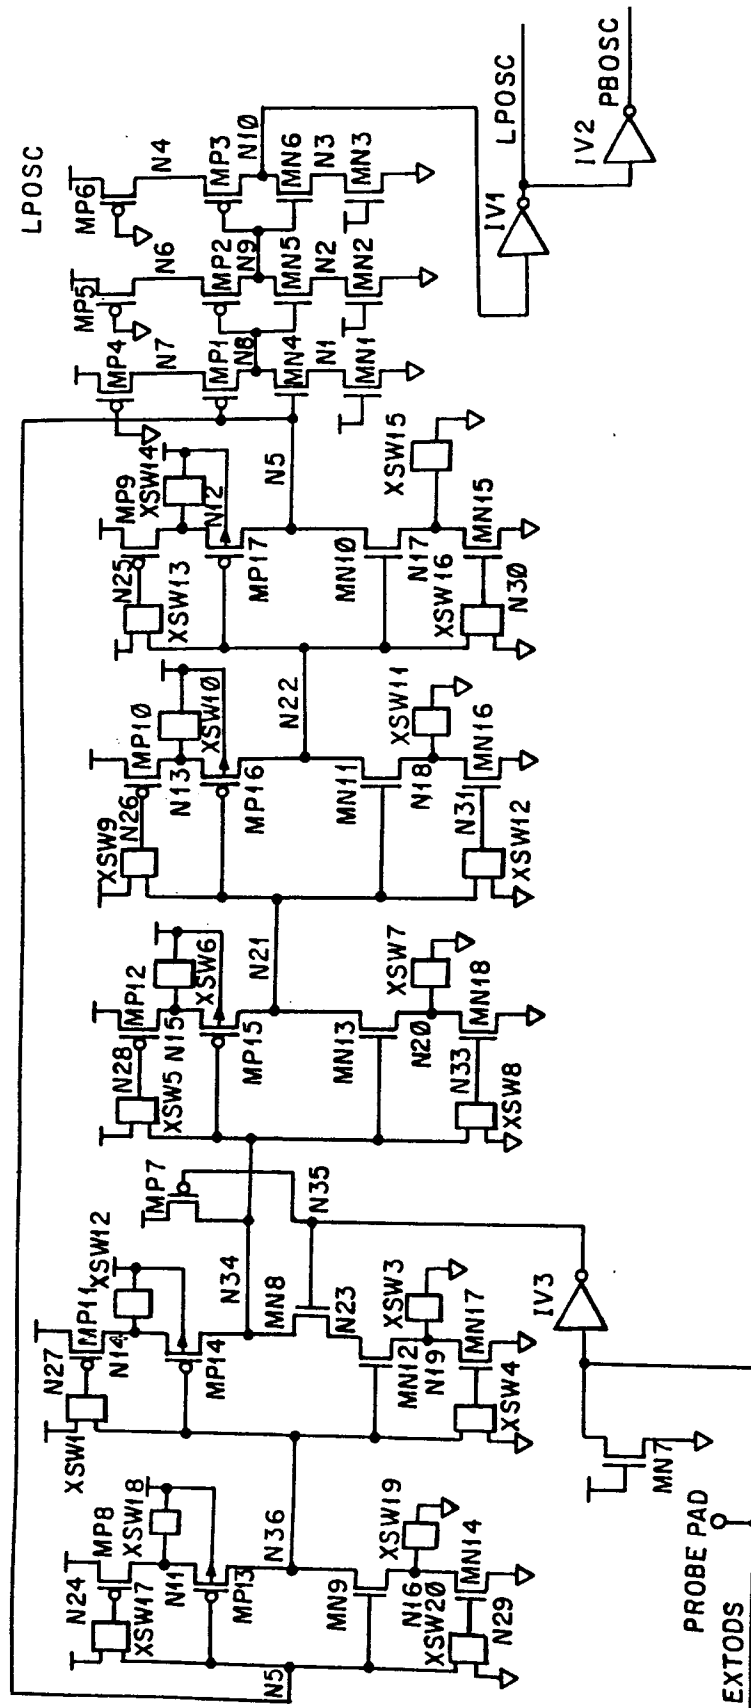 LPOSC
MP6
N4
MP3
N10
MN6
N3
MN3
MP5
N6
MP2
N9
MN5
N2
MN2
MP4
N7
MP1
N8
MN4
N1
MN1
LPOSC
PBOSC
IV1
IV2
MP9
XSW14
N12
N25
XSW13
MP17
N5
MN10
XSW15
N17
XSW16
MN15
N30
MP10
XSW10
N13
N26
XSW9
MP16
N22
MN11
XSW11
N18
MN16
N31
XSW12
MP12
XSW6
N15
N28
XSW5
MP15
N21
MN13
XSW7
N20
MN18
N33
XSW8
MP7
N35
MP11
XSW12
N14
N27
XSW1
MP14
N34
MN8
N23
MN12
XSW3
N19
MN17
XSW4
IV3
MP8
XSW18
N24
XSW17
N11
MP13
N36
N5
MN9
XSW19
N16
MN14
XSW20
N29
MN7
PROBE PAD
EXTODS